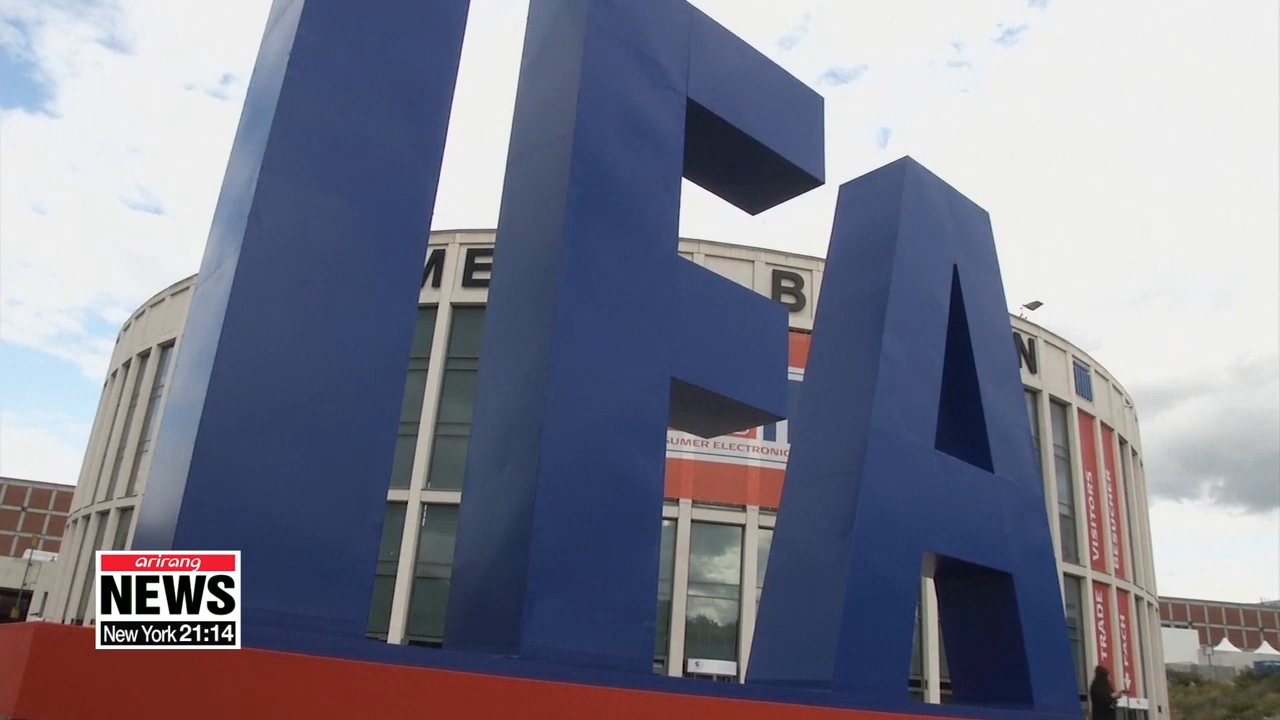 IFA
ME B N
SUMER ELECTRONIC
VISITORS
BESUCHER
TRADE
FACH
arirang
NEWS
New York 21:14